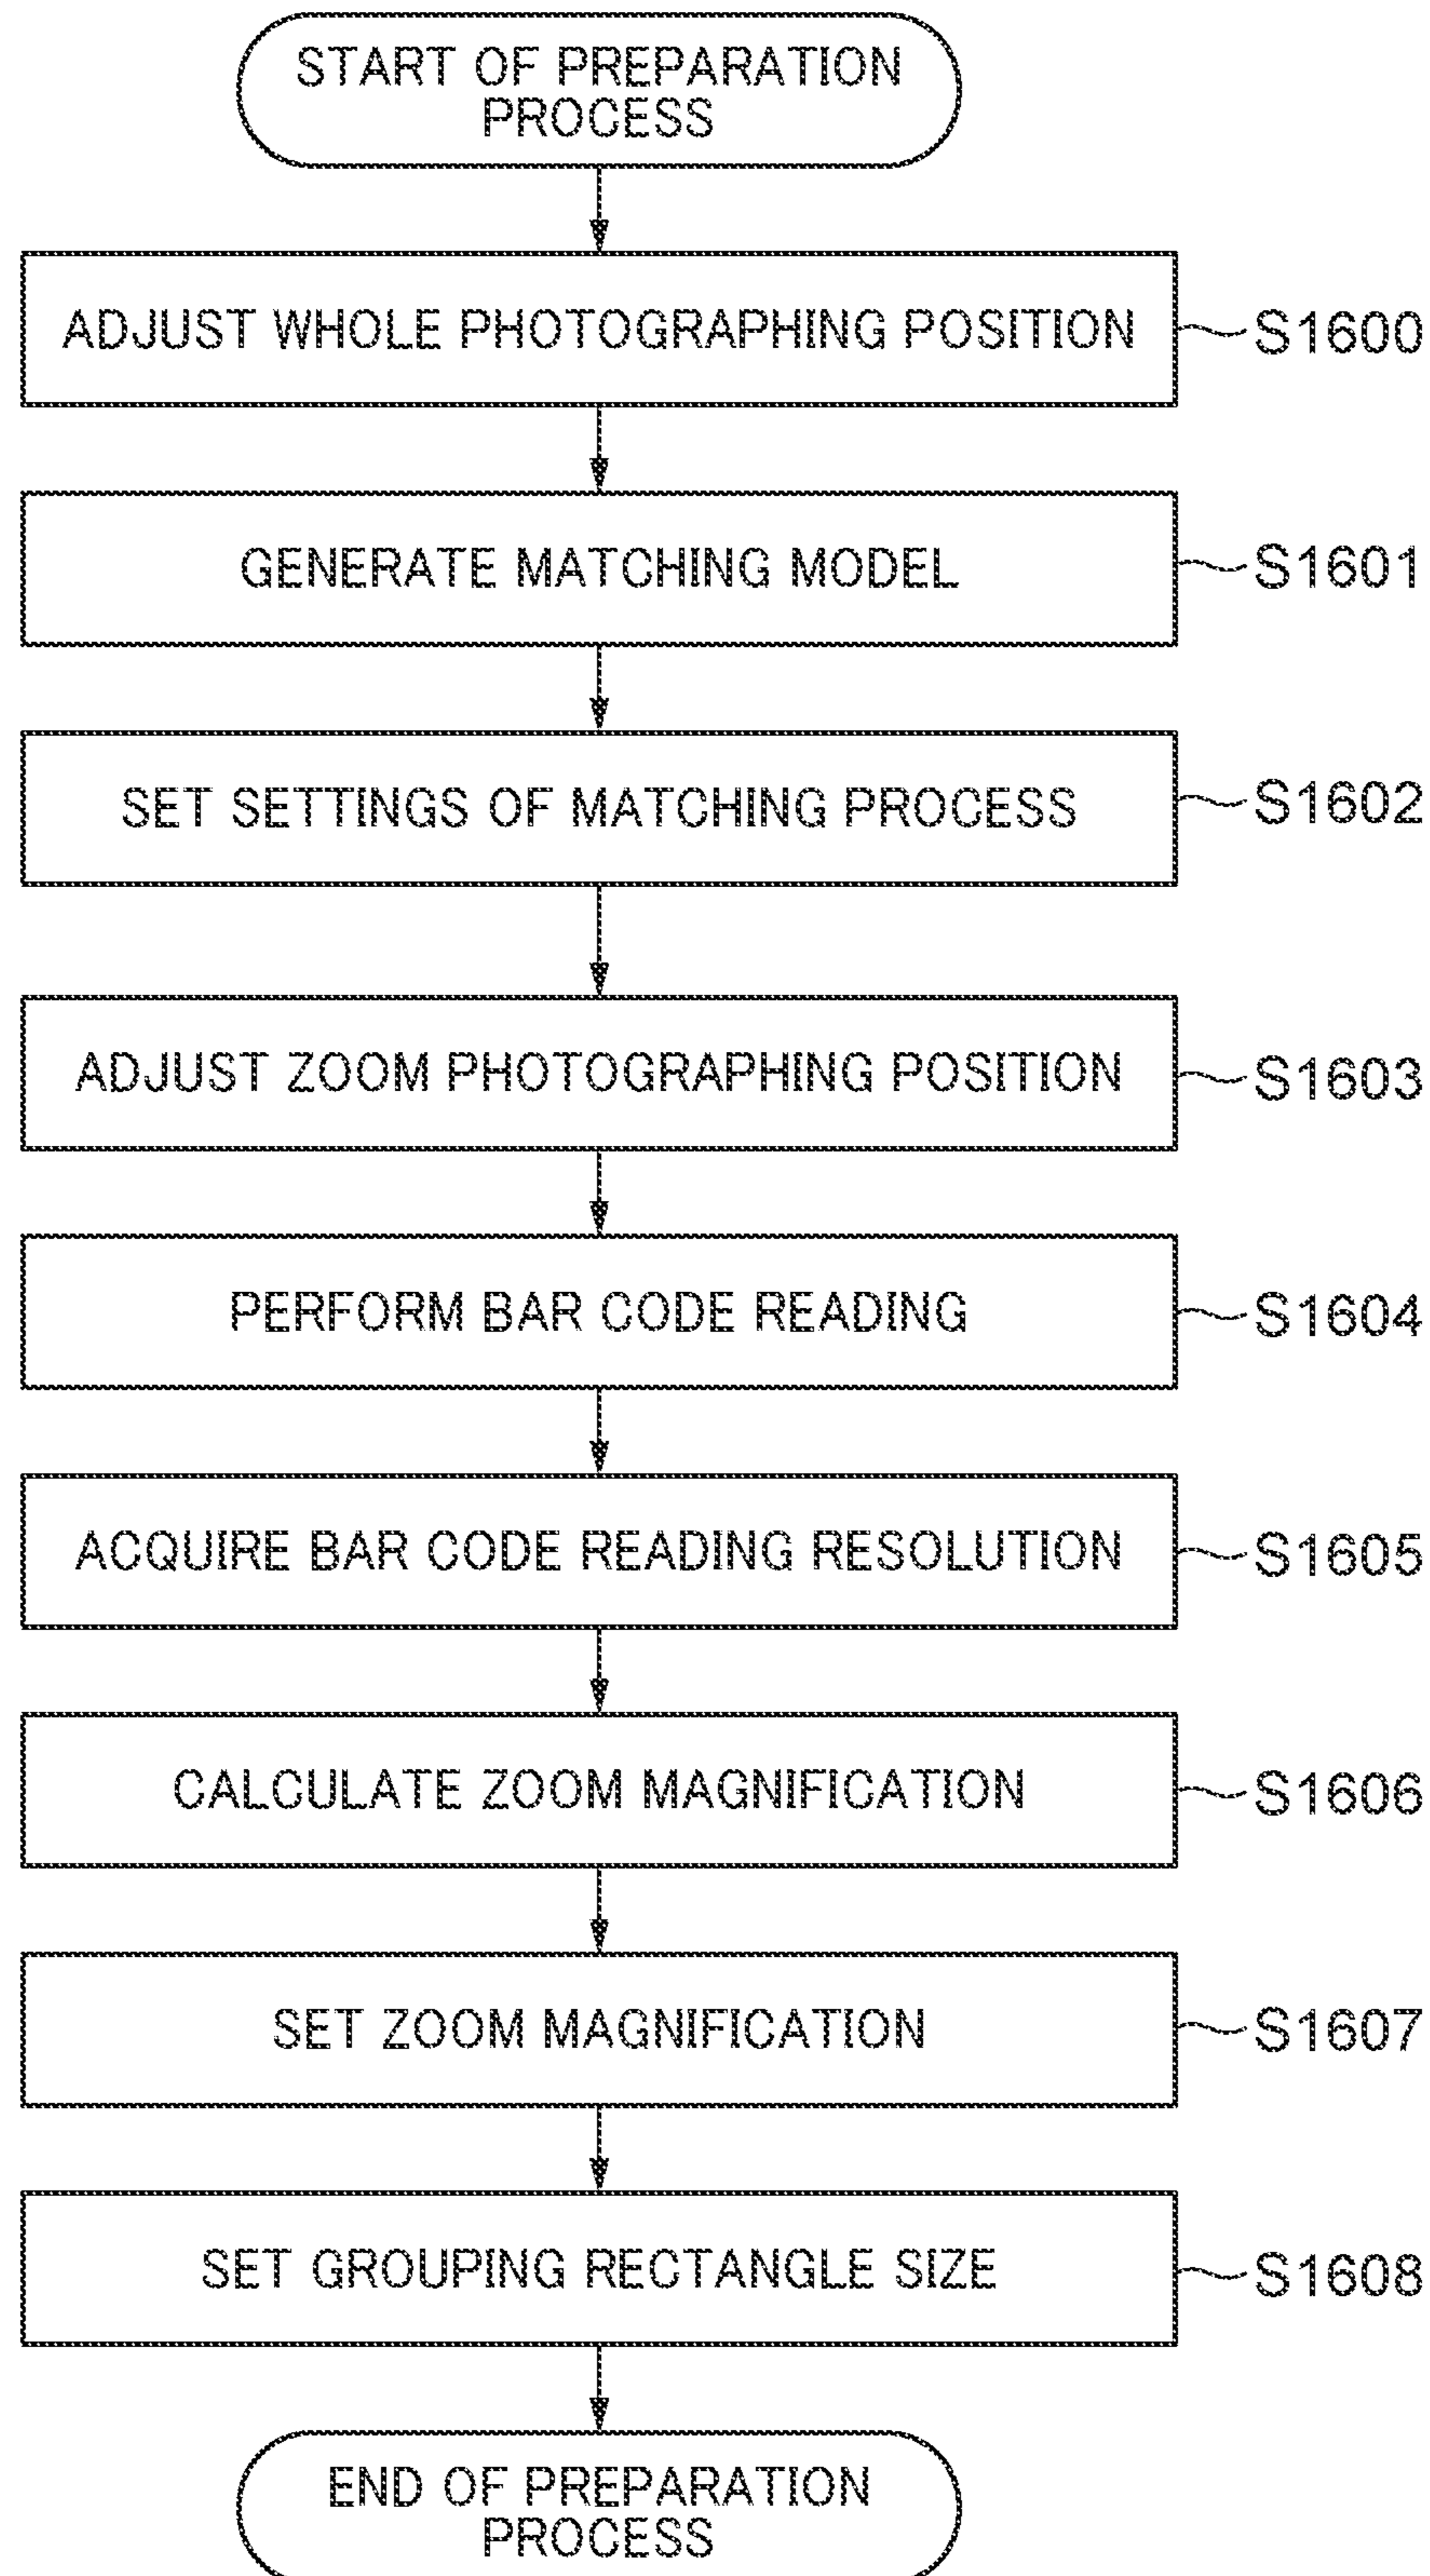 START OF PREPARATION
PROCESS
ADJUST WHOLE PHOTOGRAPHING POSITION
S1600
GENERATE MATCHING MODEL
S1601
SET SETTINGS OF MATCHING PROCESS
S1602
ADJUST ZOOM PHOTOGRAPHING POSITION
S1603
PERFORM BAR CODE READING
S1604
ACQUIRE BAR CODE READING RESOLUTION
S1605
CALCULATE ZOOM MAGNIFICATION
S1606
SET ZOOM MAGNIFICATION
S1607
SET GROUPING RECTANGLE SIZE
S1608
END OF PREPARATION
PROCESS